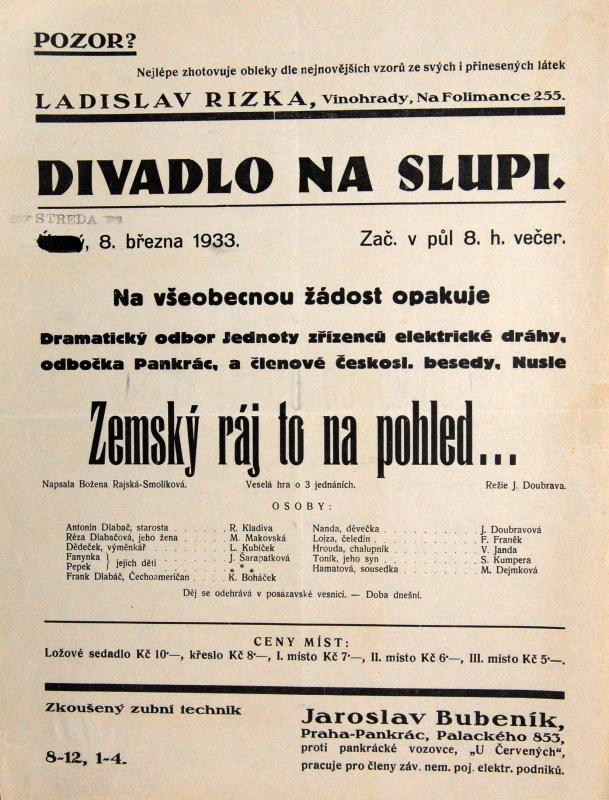 POZOR?
Nejlépe zhotovuje obleky dle nejnovějších vzorů ze svých i přinesených látek
LADISLAV RIZKA, Vinohrady, Na Folimance 255.
DIVADLO NA SLUPI.
STREDA
, 8. března 1933. Zač. v půl 8. h. večer.
Na všeobecnou žádost opakuje
Dramatický odbor Jednoty zřízenců elektrické dráhy,
odbočka Pankrác, a členové Českosl. besedy, Nusle
Zemský ráj to na pohled...
Napsala Božena Rajská-Smolíková. Veselá hra o 3 jednáních. Režie J. Doubrava.
OSOBY:
Antonín Dlabač, starosta . . . . . . R. Kladiva
Réza Dlabačová, jeho žena . . . . . M. Makovská
Dědeček, výměnkář . . . . . . . L. Kubíček
Fanynka } jejich děti . . . . . . J. Šarapatková
Pepek } jejich děti . . . . . . * * *
Frank Dlabáč, Čechoameričan . . . . K. Boháček
Nanda, děvečka . . . . . . . . J. Doubravová
Lojza, čeledín . . . . . . . . F. Franěk
Hrouda, chalupník . . . . . . . V. Janda
Toník, jeho syn . . . . . . . . S. Kumpera
Hamatová, sousedka . . . . . . . M. Dejmková
Děj se odehrává v posázavské vesnici. — Doba dnešní.
CENY MÍST:
Ložové sedadlo Kč 10·—, křeslo Kč 8·—, I. místo Kč 7·—, II. místo Kč 6·—, III. místo Kč 5·—.
Zkoušený zubní technik
8-12, 1-4.
Jaroslav Bubeník,
Praha-Pankrác, Palackého 853,
proti pankrácké vozovce, „U Červených",
pracuje pro členy záv. nem. poj. elektr. podniků.